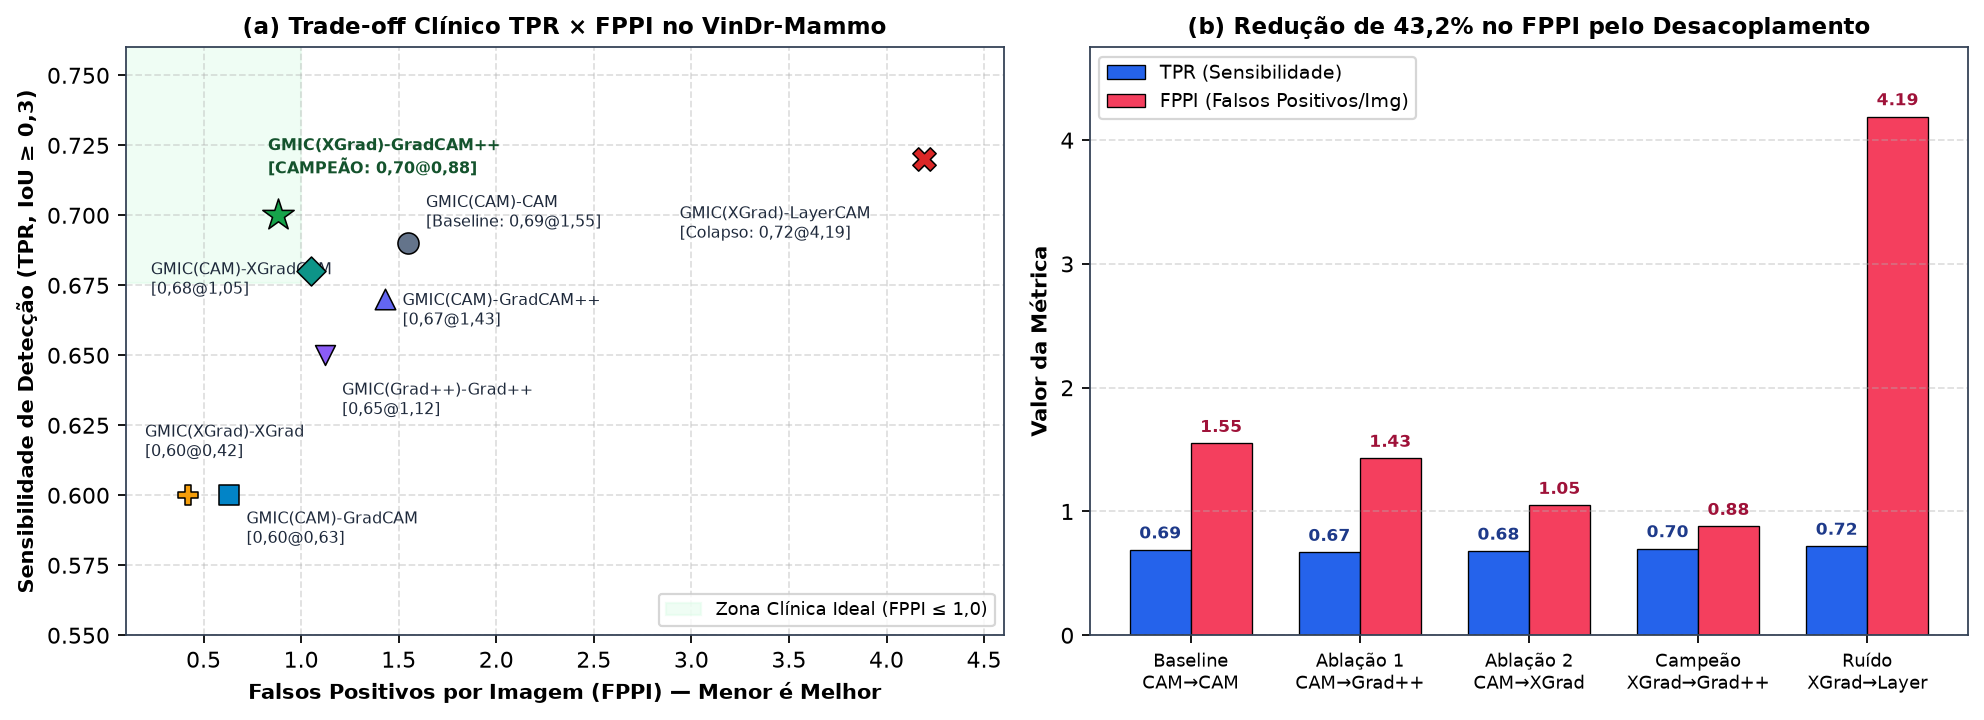 (a) Trade-off Clínico TPR × FPPI no VinDr-Mammo
Sensibilidade de Detecção (TPR, IoU ≥ 0,3)
0.750
0.725
0.700
0.675
0.650
0.625
0.600
0.575
0.550
GMIC(XGrad)-GradCAM++
[CAMPEÃO: 0,70@0,88]
GMIC(CAM)-CAM
[Baseline: 0,69@1,55]
GMIC(XGrad)-LayerCAM
[Colapso: 0,72@4,19]
GMIC(CAM)-XGradCAM
[0,68@1,05]
GMIC(CAM)-GradCAM++
[0,67@1,43]
GMIC(Grad++)-Grad++
[0,65@1,12]
GMIC(XGrad)-XGrad
[0,60@0,42]
GMIC(CAM)-GradCAM
[0,60@0,63]
Zona Clínica Ideal (FPPI ≤ 1,0)
0.5 1.0 1.5 2.0 2.5 3.0 3.5 4.0 4.5
Falsos Positivos por Imagem (FPPI) — Menor é Melhor
(b) Redução de 43,2% no FPPI pelo Desacoplamento
TPR (Sensibilidade)
FPPI (Falsos Positivos/Img)
Valor da Métrica
4
3
2
1
0
0.69 1.55
0.67 1.43
0.68 1.05
0.70 0.88
0.72 4.19
Baseline
CAM→CAM
Ablação 1
CAM→Grad++
Ablação 2
CAM→XGrad
Campeão
XGrad→Grad++
Ruído
XGrad→Layer